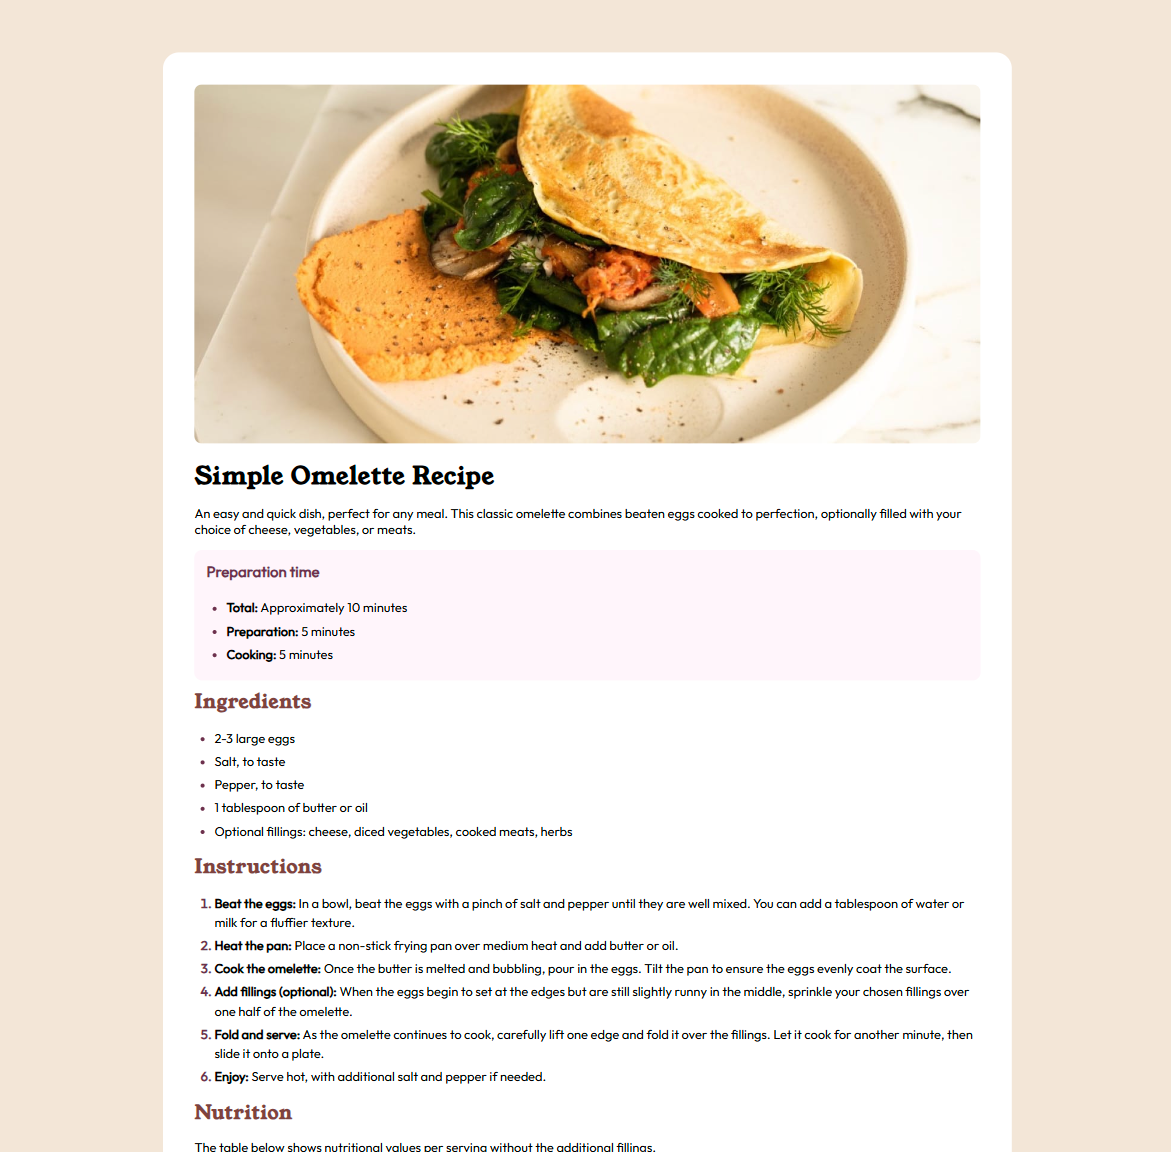 Simple Omelette Recipe
An easy and quick dish, perfect for any meal. This classic omelette combines beaten eggs cooked to perfection, optionally filled with your
choice of cheese, vegetables, or meats.
Preparation time
• Total: Approximately 10 minutes
• Preparation: 5 minutes
• Cooking: 5 minutes
Ingredients
• 2-3 large eggs
• Salt, to taste
• Pepper, to taste
• 1 tablespoon of butter or oil
• Optional fillings: cheese, diced vegetables, cooked meats, herbs
Instructions
1. Beat the eggs: In a bowl, beat the eggs with a pinch of salt and pepper until they are well mixed. You can add a tablespoon of water or
milk for a fluffier texture.
2. Heat the pan: Place a non-stick frying pan over medium heat and add butter or oil.
3. Cook the omelette: Once the butter is melted and bubbling, pour in the eggs. Tilt the pan to ensure the eggs evenly coat the surface.
4. Add fillings (optional): When the eggs begin to set at the edges but are still slightly runny in the middle, sprinkle your chosen fillings over
one half of the omelette.
5. Fold and serve: As the omelette continues to cook, carefully lift one edge and fold it over the fillings. Let it cook for another minute, then
slide it onto a plate.
6. Enjoy: Serve hot, with additional salt and pepper if needed.
Nutrition
The table below shows nutritional values per serving without the additional fillings.